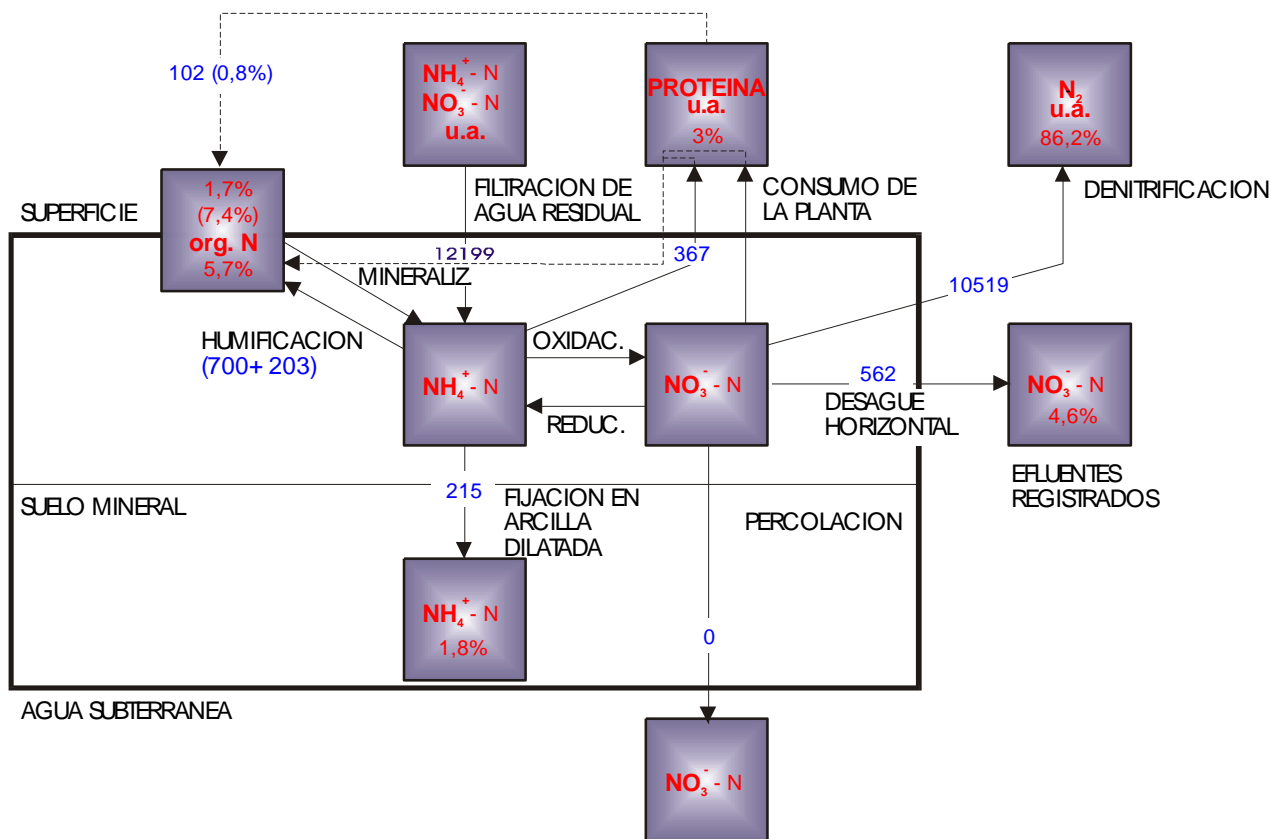 102 (0,8%)
NH₄⁺ - N
NO₃⁻ - N
u.a.
PROTEINA
u.a.
3%
N₂
u.a.
86,2%
SUPERFICIE
1,7%
(7,4%)
org. N
5,7%
FILTRACION DE
AGUA RESIDUAL
CONSUMO DE
LA PLANTA
DENITRIFICACION
12199
MINERALIZ.
367
10519
HUMIFICACION
(700+ 203)
NH₄⁺ - N
OXIDAC.
REDUC.
NO₃⁻ - N
562
DESAGUE
HORIZONTAL
NO₃⁻ - N
4,6%
EFLUENTES
REGISTRADOS
SUELO MINERAL
215
FIJACION EN
ARCILLA
DILATADA
PERCOLACION
NH₄⁺ - N
1,8%
0
AGUA SUBTERRANEA
NO₃⁻ - N